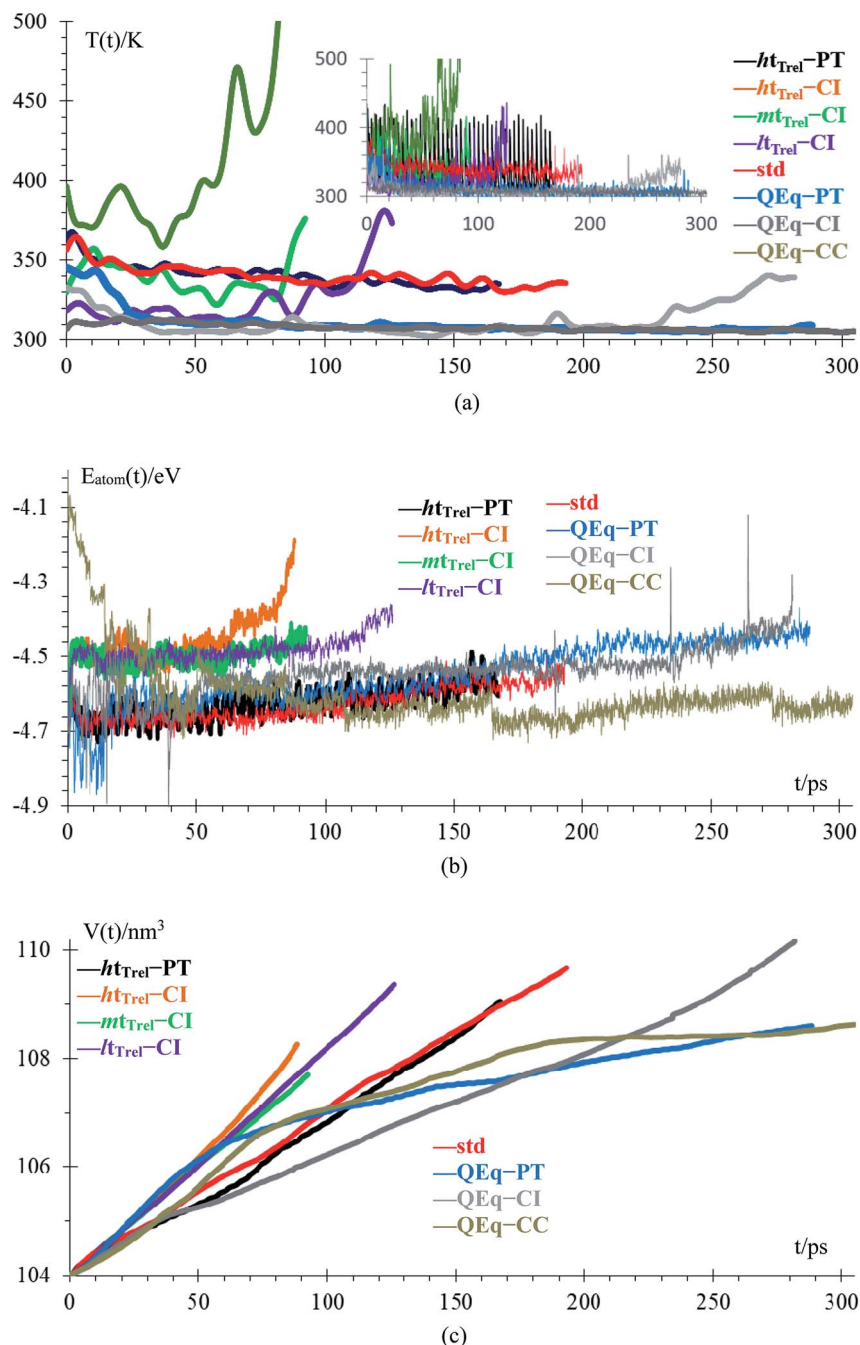 500
T(t)/K
450
400
350
300
0 50 100 150 200 250 300
500
400
300
0 100 200 300
htTrel−PT
htTrel−CI
mtTrel−CI
ltTrel−CI
std
QEq−PT
QEq−CI
QEq−CC
(a)
Eatom(t)/eV
-4.1
-4.3
-4.5
-4.7
-4.9
htTrel−PT
htTrel−CI
mtTrel−CI
ltTrel−CI
std
QEq−PT
QEq−CI
QEq−CC
t/ps
0 50 100 150 200 250 300
(b)
V(t)/nm³
110
108
106
104
htTrel−PT
htTrel−CI
mtTrel−CI
ltTrel−CI
std
QEq−PT
QEq−CI
QEq−CC
t/ps
0 50 100 150 200 250 300
(c)